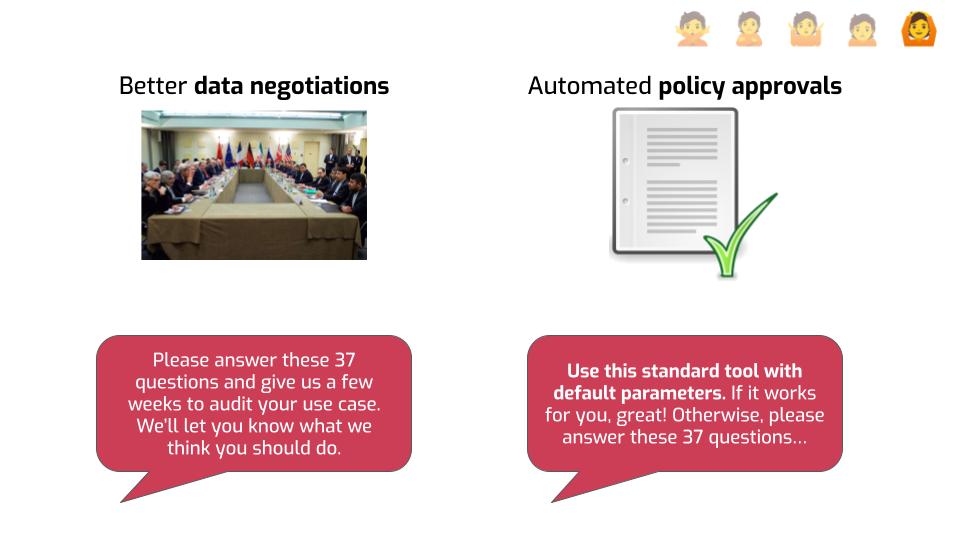 Better data negotiations
Automated policy approvals
Please answer these 37
questions and give us a few
weeks to audit your use case.
We'll let you know what we
think you should do.
Use this standard tool with
default parameters. If it works
for you, great! Otherwise, please
answer these 37 questions...